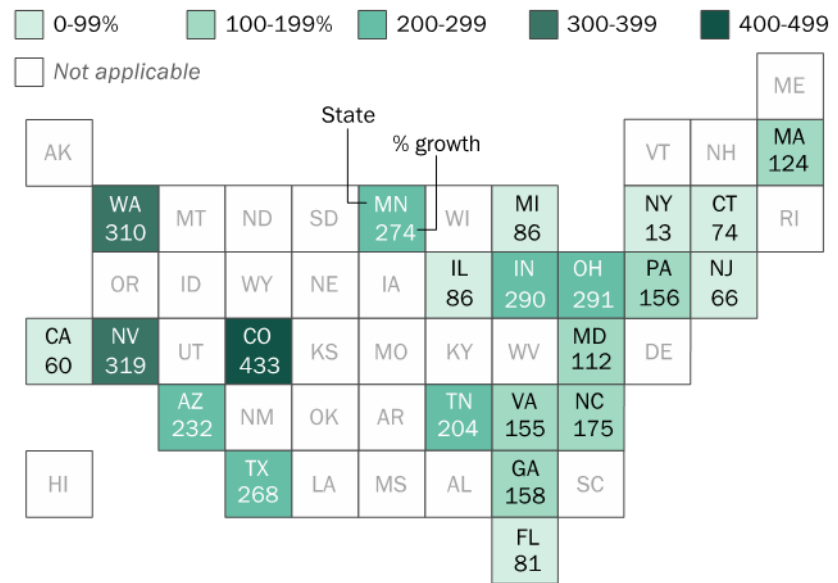 0-99% 100-199% 200-299 300-399 400-499
Not applicable
ME
State
% growth
AK VT NH MA
124
WA MT ND SD MN WI MI NY CT RI
310 274 86 13 74
OR ID WY NE IA IL IN OH PA NJ
86 290 291 156 66
CA NV UT CO KS MO KY WV MD DE
60 319 433 112
AZ NM OK AR TN VA NC
232 204 155 175
HI TX LA MS AL GA SC
268 158
FL
81